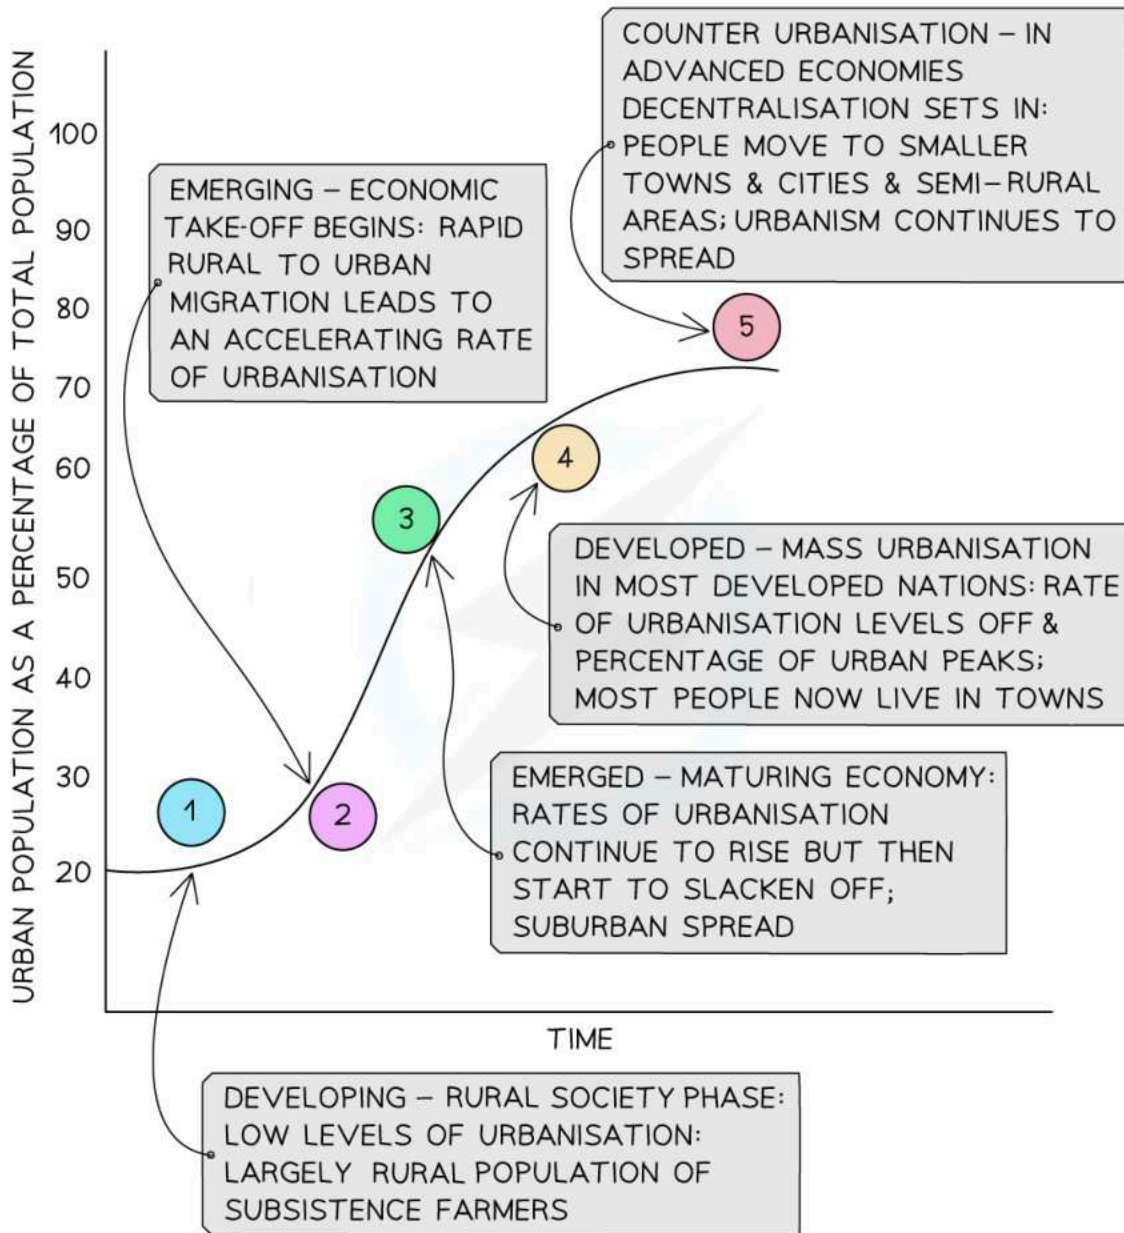 URBAN POPULATION AS A PERCENTAGE OF TOTAL POPULATION
100
90
80
70
60
50
40
30
20
COUNTER URBANISATION – IN
ADVANCED ECONOMIES
DECENTRALISATION SETS IN:
PEOPLE MOVE TO SMALLER
TOWNS & CITIES & SEMI–RURAL
AREAS; URBANISM CONTINUES TO
SPREAD
EMERGING – ECONOMIC
TAKE-OFF BEGINS: RAPID
RURAL TO URBAN
MIGRATION LEADS TO
AN ACCELERATING RATE
OF URBANISATION
5
4
3
DEVELOPED – MASS URBANISATION
IN MOST DEVELOPED NATIONS: RATE
OF URBANISATION LEVELS OFF &
PERCENTAGE OF URBAN PEAKS;
MOST PEOPLE NOW LIVE IN TOWNS
1
2
EMERGED – MATURING ECONOMY:
RATES OF URBANISATION
CONTINUE TO RISE BUT THEN
START TO SLACKEN OFF;
SUBURBAN SPREAD
TIME
DEVELOPING – RURAL SOCIETY PHASE:
LOW LEVELS OF URBANISATION:
LARGELY RURAL POPULATION OF
SUBSISTENCE FARMERS